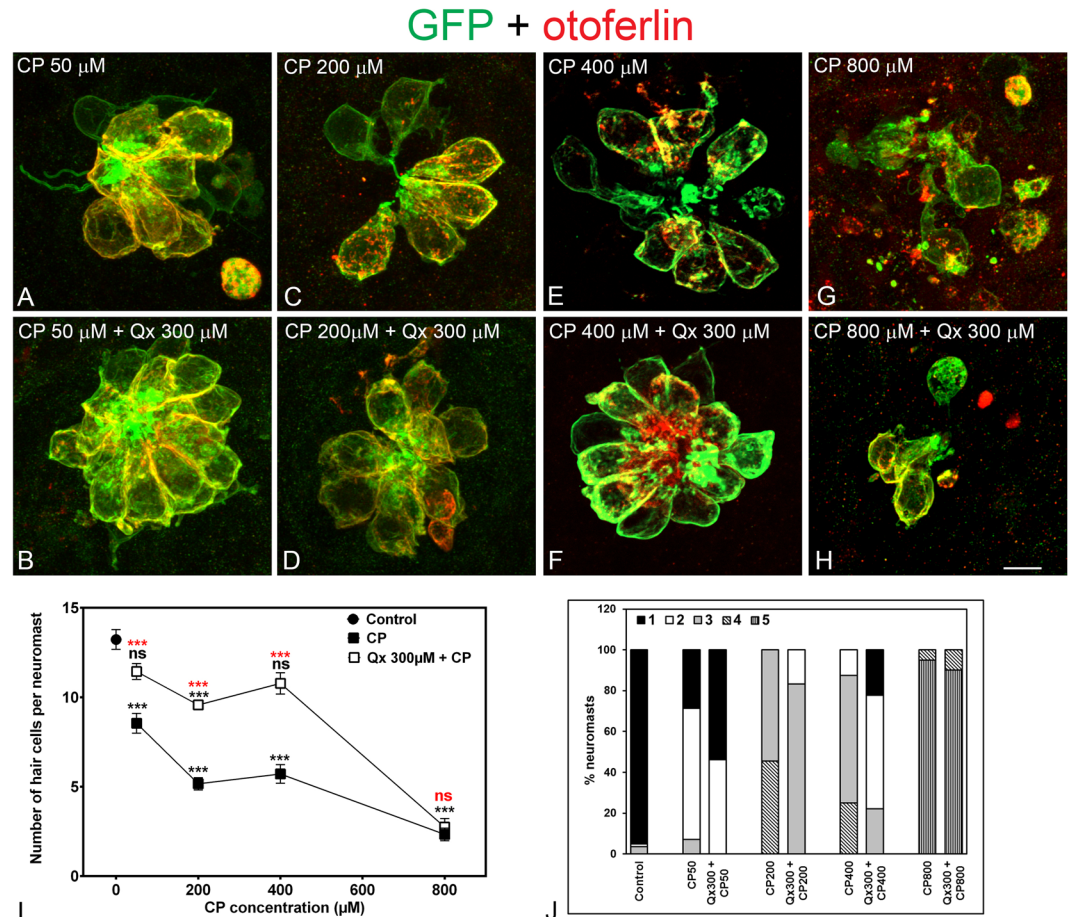 GFP + otoferlin
CP 50 µM
CP 200 µM
CP 400 µM
CP 800 µM
A
C
E
G
CP 50 µM + Qx 300 µM
CP 200µM + Qx 300 µM
CP 400 µM + Qx 300 µM
CP 800 µM + Qx 300 µM
B
D
F
H
Number of hair cells per neuromast
15
10
5
0
Control
CP
Qx 300µM + CP
***
ns
***
***
***
***
ns
***
***
ns
***
0
200
400
600
800
CP concentration (µM)
I
% neuromasts
120
100
80
60
40
20
0
1
2
3
4
5
Control
CP50
Qx300 +
CP50
CP200
Qx300 +
CP200
CP400
Qx300 +
CP400
CP800
Qx300 +
CP800
J